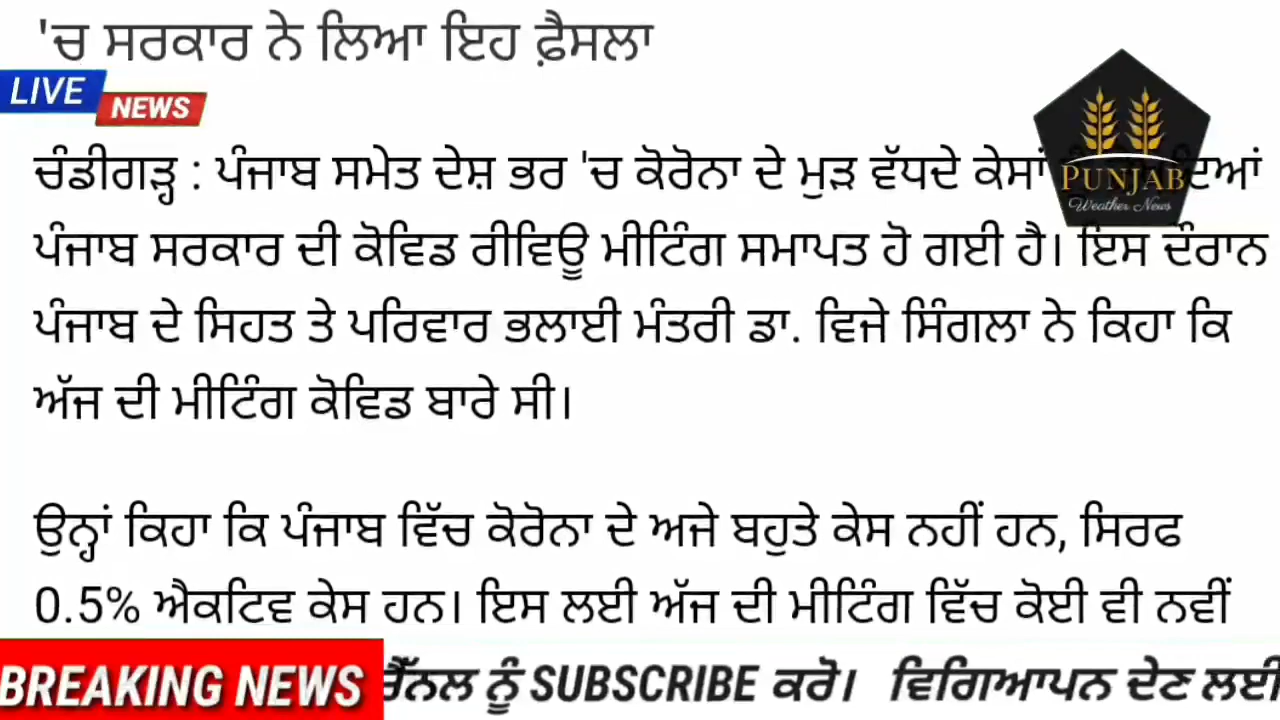 'ਚ ਸਰਕਾਰ ਨੇ ਲਿਆ ਇਹ ਫ਼ੈਸਲਾ
LIVE
NEWS
ਚੰਡੀਗੜ੍ਹ : ਪੰਜਾਬ ਸਮੇਤ ਦੇਸ਼ ਭਰ 'ਚ ਕੋਰੋਨਾ ਦੇ ਮੁੜ ਵੱਧਦੇ ਕੇਸਾਂ
PUNJAB
Weather News
ਪੰਜਾਬ ਸਰਕਾਰ ਦੀ ਕੋਵਿਡ ਰੀਵਿਊ ਮੀਟਿੰਗ ਸਮਾਪਤ ਹੋ ਗਈ ਹੈ। ਇਸ ਦੌਰਾਨ
ਪੰਜਾਬ ਦੇ ਸਿਹਤ ਤੇ ਪਰਿਵਾਰ ਭਲਾਈ ਮੰਤਰੀ ਡਾ. ਵਿਜੇ ਸਿੰਗਲਾ ਨੇ ਕਿਹਾ ਕਿ
ਅੱਜ ਦੀ ਮੀਟਿੰਗ ਕੋਵਿਡ ਬਾਰੇ ਸੀ।
ਉਨ੍ਹਾਂ ਕਿਹਾ ਕਿ ਪੰਜਾਬ ਵਿੱਚ ਕੋਰੋਨਾ ਦੇ ਅਜੇ ਬਹੁਤੇ ਕੇਸ ਨਹੀਂ ਹਨ, ਸਿਰਫ
0.5% ਐਕਟਿਵ ਕੇਸ ਹਨ। ਇਸ ਲਈ ਅੱਜ ਦੀ ਮੀਟਿੰਗ ਵਿੱਚ ਕੋਈ ਵੀ ਨਵੀਂ
BREAKING NEWS
ਨੂੰ SUBSCRIBE ਕਰੋ। ਵਿਗਿਆਪਨ ਦੇਣ ਲਈ